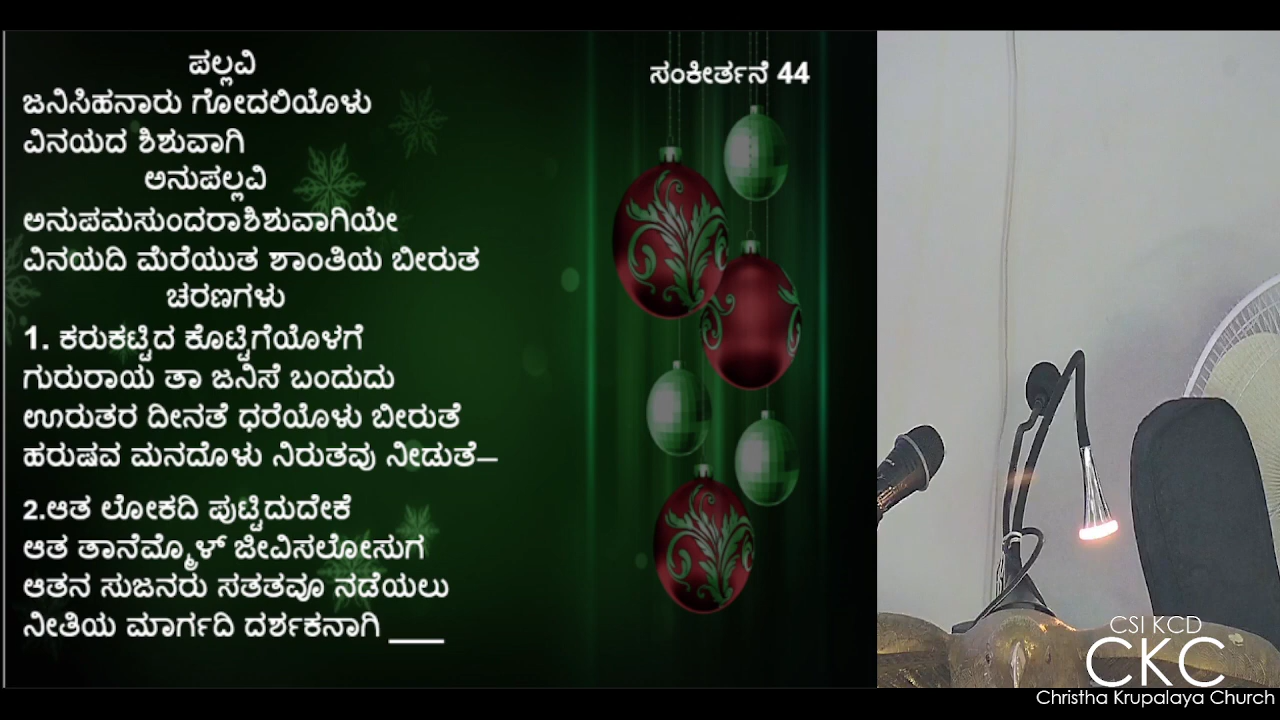 ಪಲ್ಲವಿ
ಸಂಕೀರ್ತನೆ 44
ಜನಿಸಿಹನಾರು ಗೋದಲಿಯೊಳು
ವಿನಯದ ಶಿಶುವಾಗಿ
ಅನುಪಲ್ಲವಿ
ಅನುಪಮಸುಂದರಾಶಿಶುವಾಗಿಯೇ
ವಿನಯದಿ ಮೆರೆಯುತ ಶಾಂತಿಯ ಬೀರುತ
ಚರಣಗಳು
1. ಕರುಕಟ್ಟಿದ ಕೊಟ್ಟಿಗೆಯೊಳಗೆ
ಗುರುರಾಯ ತಾ ಜನಿಸೆ ಬಂದುದು
ಊರುತರ ದೀನತೆ ಧರೆಯೊಳು ಬೀರುತೆ
ಹರುಷವ ಮನದೊಳು ನಿರುತವು ನೀಡುತೆ—
2.ಆತ ಲೋಕದಿ ಪುಟ್ಟಿದುದೇಕೆ
ಆತ ತಾನೆಮ್ಮೊಳ್ ಜೀವಿಸಲೋಸುಗ
ಆತನ ಸುಜನರು ಸತತವೂ ನಡೆಯಲು
ನೀತಿಯ ಮಾರ್ಗದಿ ದರ್ಶಕನಾಗಿ ____
CSI KCD
CKC
Christha Krupalaya Church